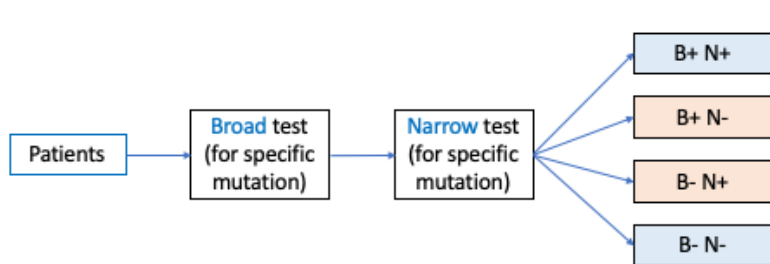 Patients
Broad test
(for specific
mutation)
Narrow test
(for specific
mutation)
B+ N+
B+ N-
B- N+
B- N-